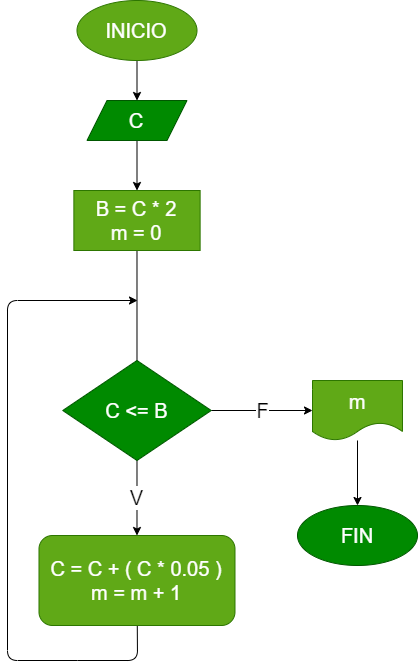 INICIO
C
B = C * 2
m = 0
C <= B
F
m
V
C = C + ( C * 0.05 )
m = m + 1
FIN